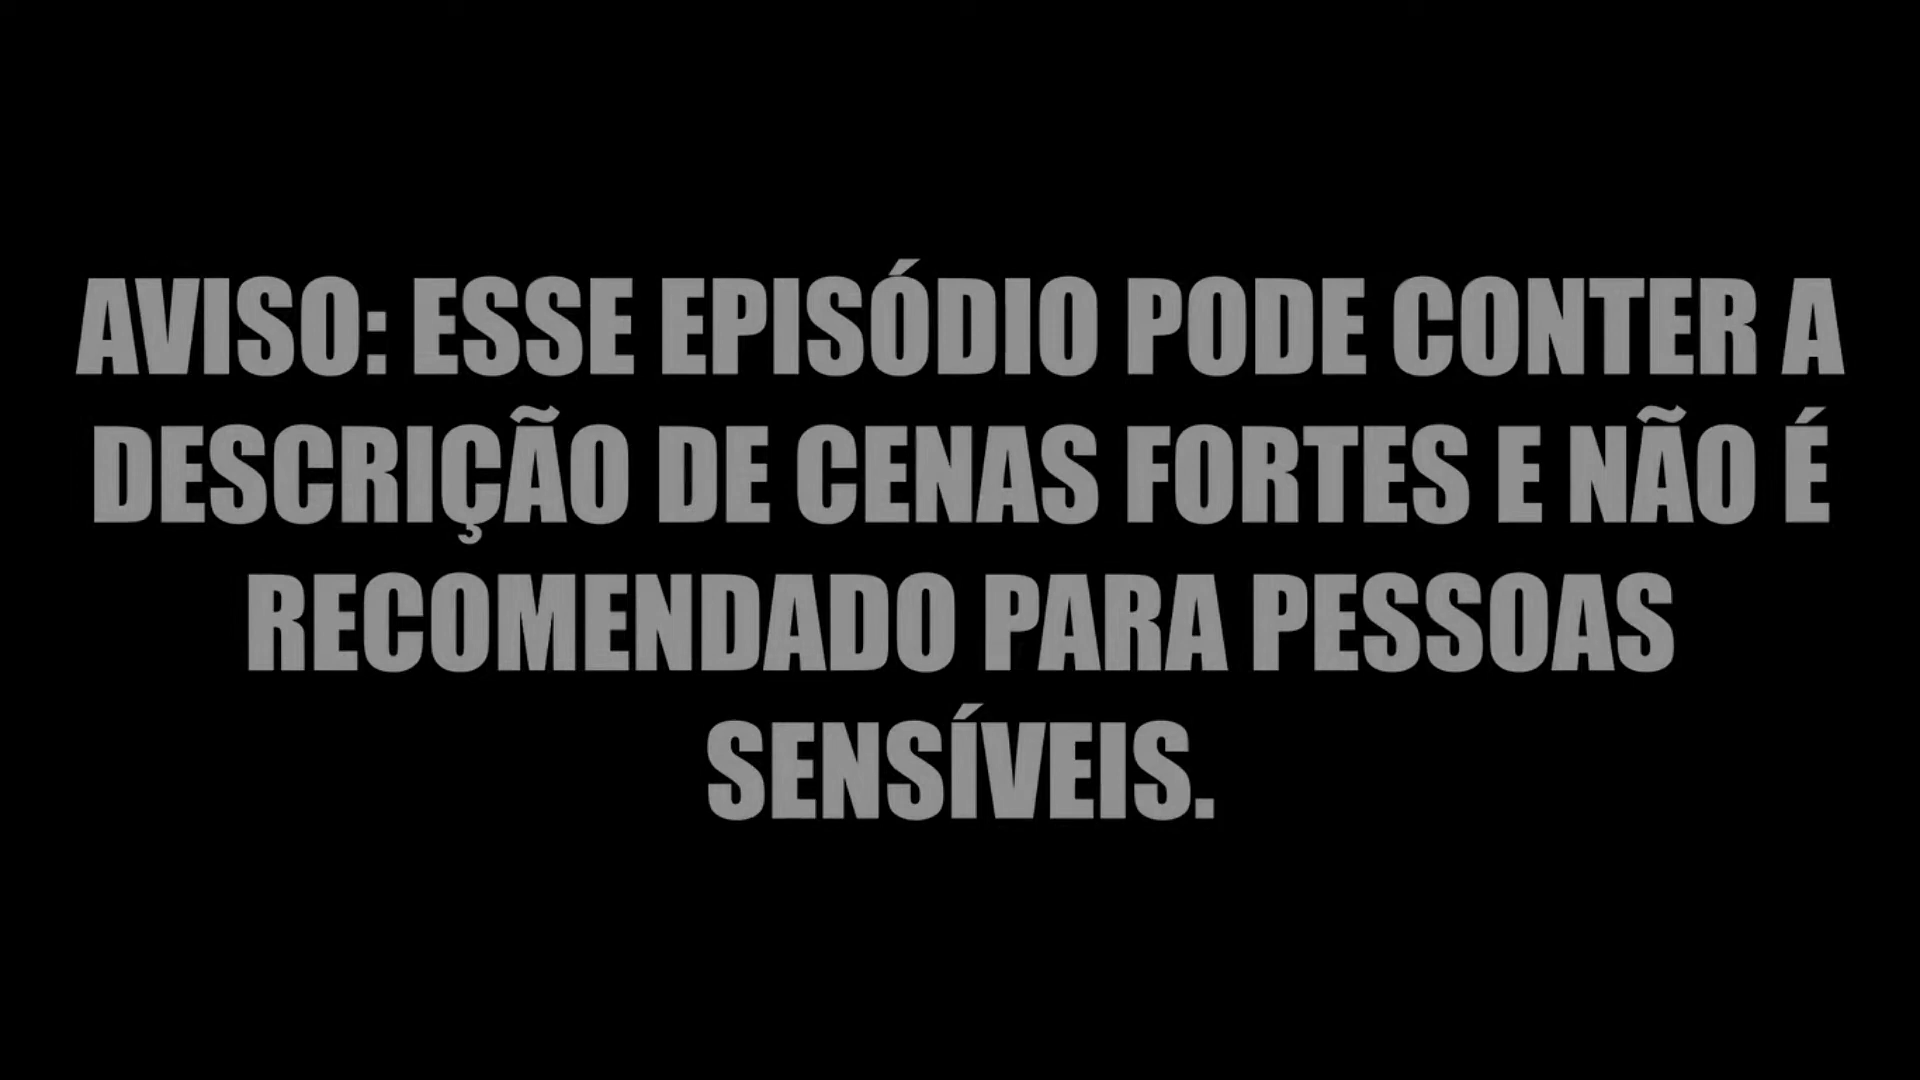 AVISO: ESSE EPISÓDIO PODE CONTER A
DESCRIÇÃO DE CENAS FORTES E NÃO É
RECOMENDADO PARA PESSOAS
SENSÍVEIS.